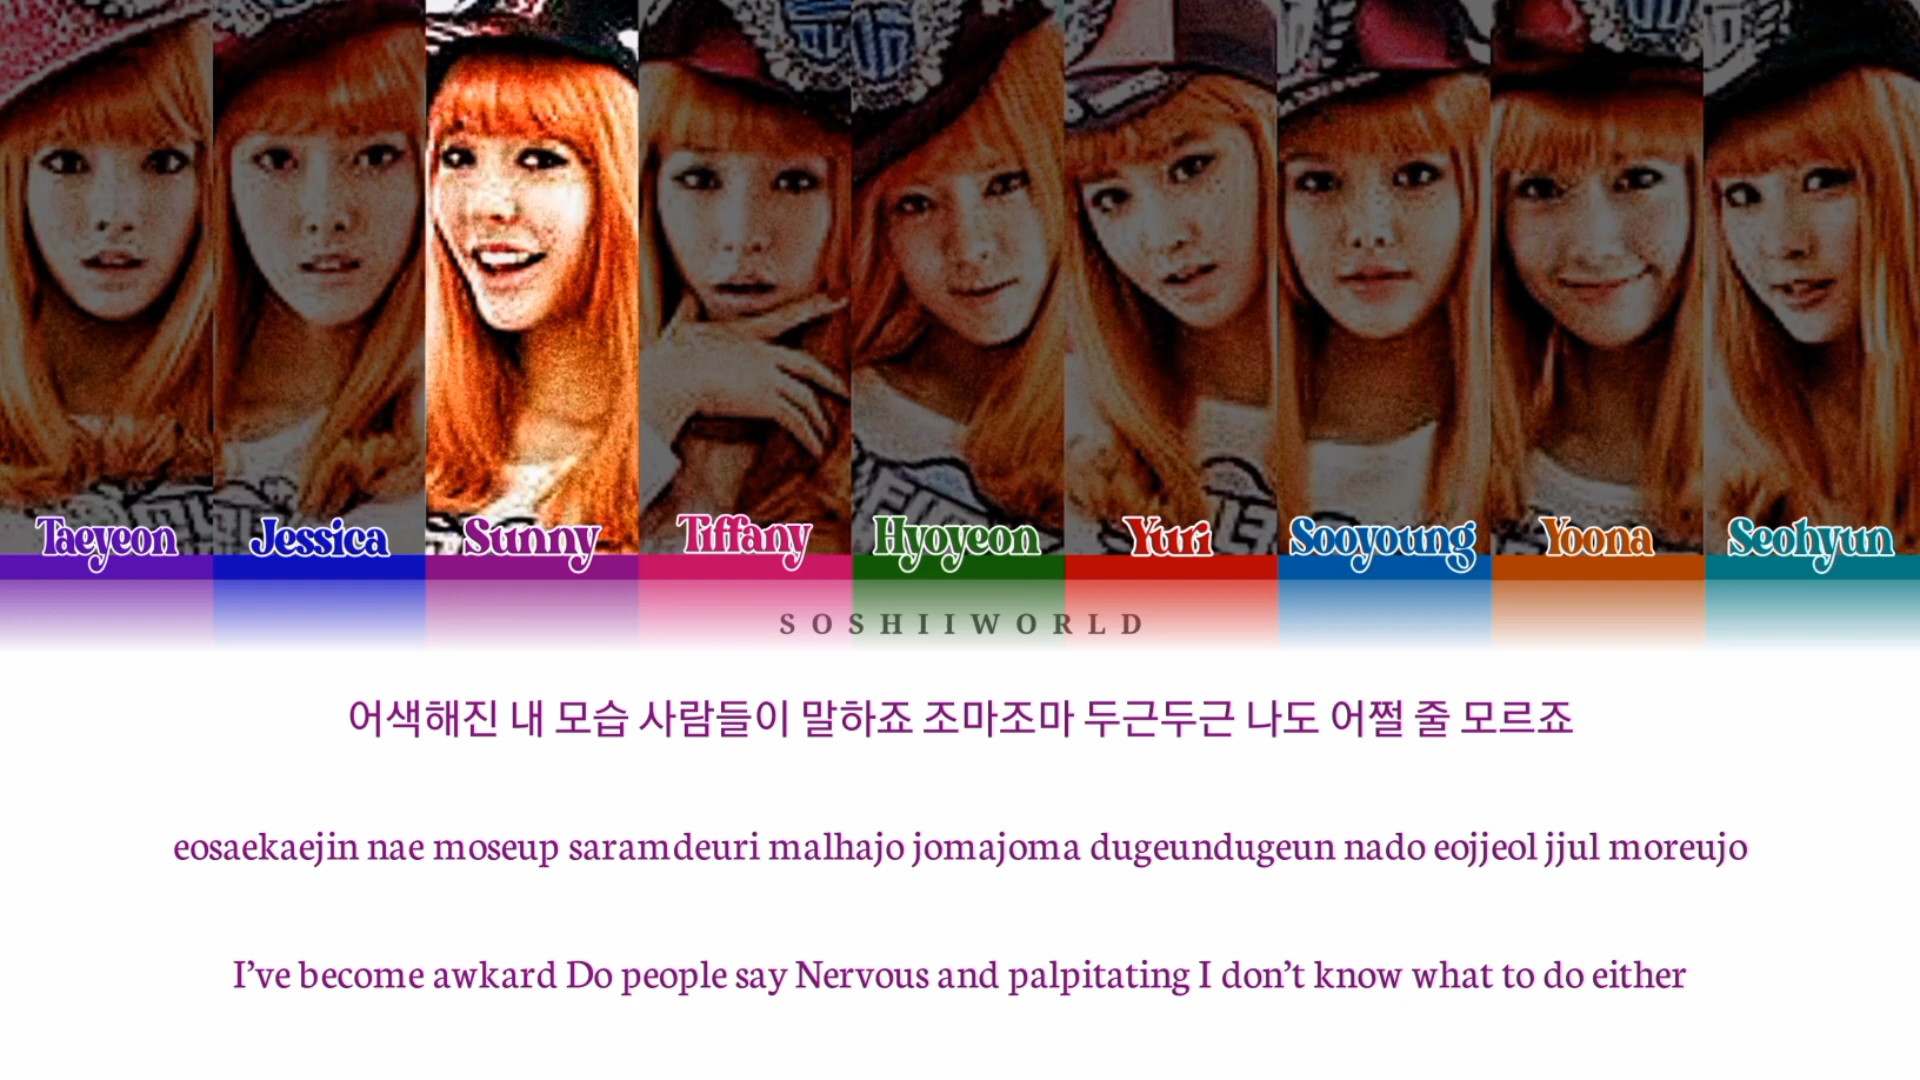 Taeyeon Jessica Sunny Tiffany Hyoyeon Yuri Sooyoung Yoona Seohyun
SOSHIIWORLD
어색해진 내 모습 사람들이 말하죠 조마조마 두근두근 나도 어쩔 줄 모르죠
eosaekaejin nae moseup saramdeuri malhajo jomajoma dugeundugeun nado eojjeol jjul moreujo
I’ve become awkard Do people say Nervous and palpitating I don’t know what to do either